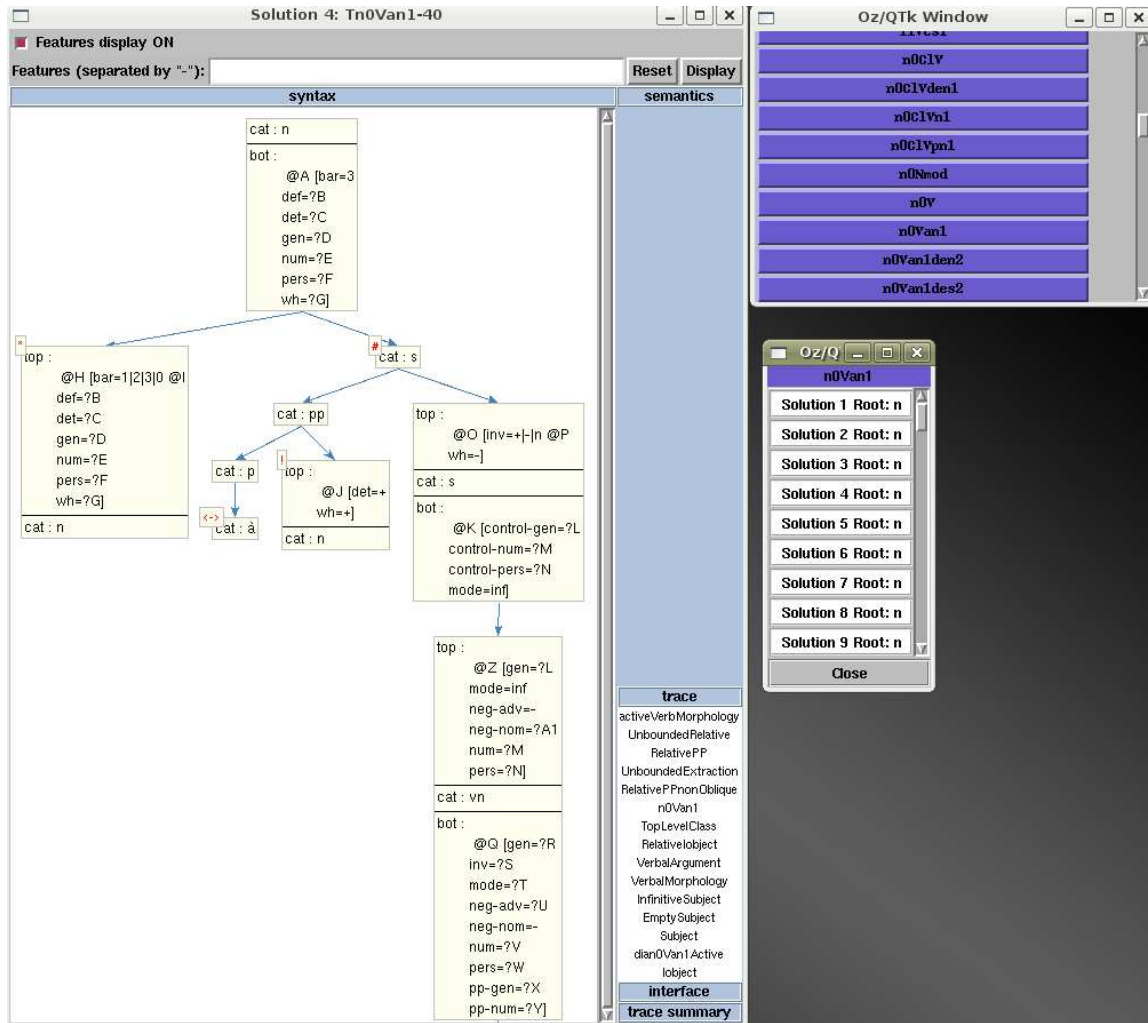 Solution 4: Tn0Van1-40
Features display ON
Features (separated by "-"):
Reset
Display
syntax
semantics
cat : n
bot :
@A [bar=3
def=?B
det=?C
gen=?D
num=?E
pers=?F
wh=?G]
*
top :
@H [bar=1|2|3|0 @I
def=?B
det=?C
gen=?D
num=?E
pers=?F
wh=?G]
cat : n
#
cat : s
cat : pp
cat : p
<->
cat : à
!
top :
@J [det=+
wh=+]
cat : n
top :
@O [inv=+|-|n @P
wh=-]
cat : s
bot :
@K [control-gen=?L
control-num=?M
control-pers=?N
mode=inf]
top :
@Z [gen=?L
mode=inf
neg-adv=-
neg-nom=?A1
num=?M
pers=?N]
cat : vn
bot :
@Q [gen=?R
inv=?S
mode=?T
neg-adv=?U
neg-nom=-
num=?V
pers=?W
pp-gen=?X
pp-num=?Y]
trace
activeVerbMorphology
UnboundedRelative
RelativePP
UnboundedExtraction
RelativePPnonOblique
n0Van1
TopLevelClass
RelativeIobject
VerbalArgument
VerbalMorphology
InfinitiveSubject
EmptySubject
Subject
dian0Van1Active
Iobject
interface
trace summary
Oz/QTk Window
n0ClV
n0ClVden1
n0ClVn1
n0ClVpn1
n0Nmod
n0V
n0Van1
n0Van1den2
n0Van1des2
Oz/Q
n0Van1
Solution 1 Root: n
Solution 2 Root: n
Solution 3 Root: n
Solution 4 Root: n
Solution 5 Root: n
Solution 6 Root: n
Solution 7 Root: n
Solution 8 Root: n
Solution 9 Root: n
Close